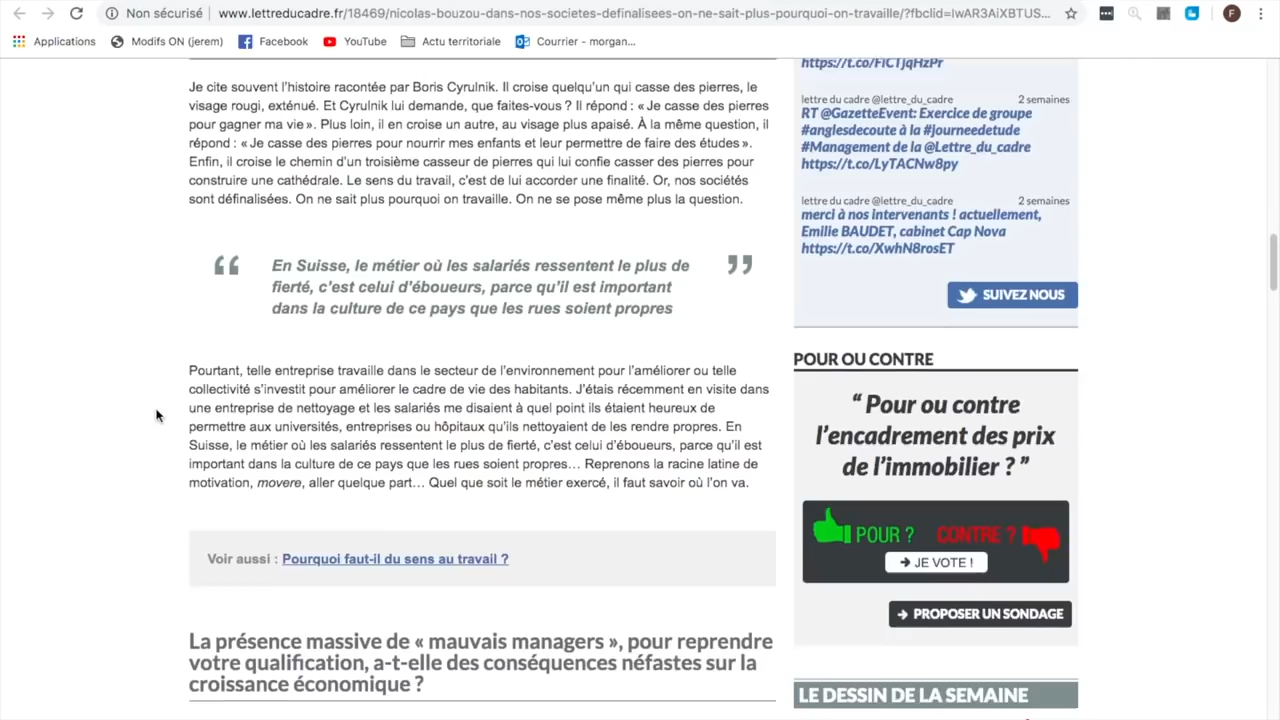 Non sécurisé
www.lettreducadre.fr/18469/nicolas-bouzou-dans-nos-societes-definalisees-on-ne-sait-plus-pourquoi-on-travaille/?fbclid=IwAR3AiXBTUS...
F
Applications
Modifs ON (jerem)
Facebook
YouTube
Actu territoriale
Courrier - morgan...
Je cite souvent l'histoire racontée par Boris Cyrulnik. Il croise quelqu'un qui casse des pierres, le
visage rougi, exténué. Et Cyrulnik lui demande, que faites-vous ? Il répond : « Je casse des pierres
pour gagner ma vie ». Plus loin, il en croise un autre, au visage plus apaisé. À la même question, il
répond : « Je casse des pierres pour nourrir mes enfants et leur permettre de faire des études ».
Enfin, il croise le chemin d'un troisième casseur de pierres qui lui confie casser des pierres pour
construire une cathédrale. Le sens du travail, c'est de lui accorder une finalité. Or, nos sociétés
sont définalisées. On ne sait plus pourquoi on travaille. On ne se pose même plus la question.
“ En Suisse, le métier où les salariés ressentent le plus de ”
fierté, c'est celui d'éboueurs, parce qu'il est important
dans la culture de ce pays que les rues soient propres
Pourtant, telle entreprise travaille dans le secteur de l'environnement pour l'améliorer ou telle
collectivité s'investit pour améliorer le cadre de vie des habitants. J'étais récemment en visite dans
une entreprise de nettoyage et les salariés me disaient à quel point ils étaient heureux de
permettre aux universités, entreprises ou hôpitaux qu'ils nettoyaient de les rendre propres. En
Suisse, le métier où les salariés ressentent le plus de fierté, c'est celui d'éboueurs, parce qu'il est
important dans la culture de ce pays que les rues soient propres… Reprenons la racine latine de
motivation, movere, aller quelque part… Quel que soit le métier exercé, il faut savoir où l'on va.
Voir aussi : Pourquoi faut-il du sens au travail ?
La présence massive de « mauvais managers », pour reprendre
votre qualification, a-t-elle des conséquences néfastes sur la
croissance économique ?
https://t.co/FiCTjqHzPr
lettre du cadre @lettre_du_cadre 2 semaines
RT @GazetteEvent: Exercice de groupe
#anglesdecoute à la #journeedetude
#Management de la @Lettre_du_cadre
https://t.co/LyTACNw8py
lettre du cadre @lettre_du_cadre 2 semaines
merci à nos intervenants ! actuellement,
Emilie BAUDET, cabinet Cap Nova
https://t.co/XwhN8rosET
SUIVEZ NOUS
POUR OU CONTRE
“ Pour ou contre
l'encadrement des prix
de l'immobilier ? ”
POUR ? CONTRE ?
→ JE VOTE !
→ PROPOSER UN SONDAGE
LE DESSIN DE LA SEMAINE